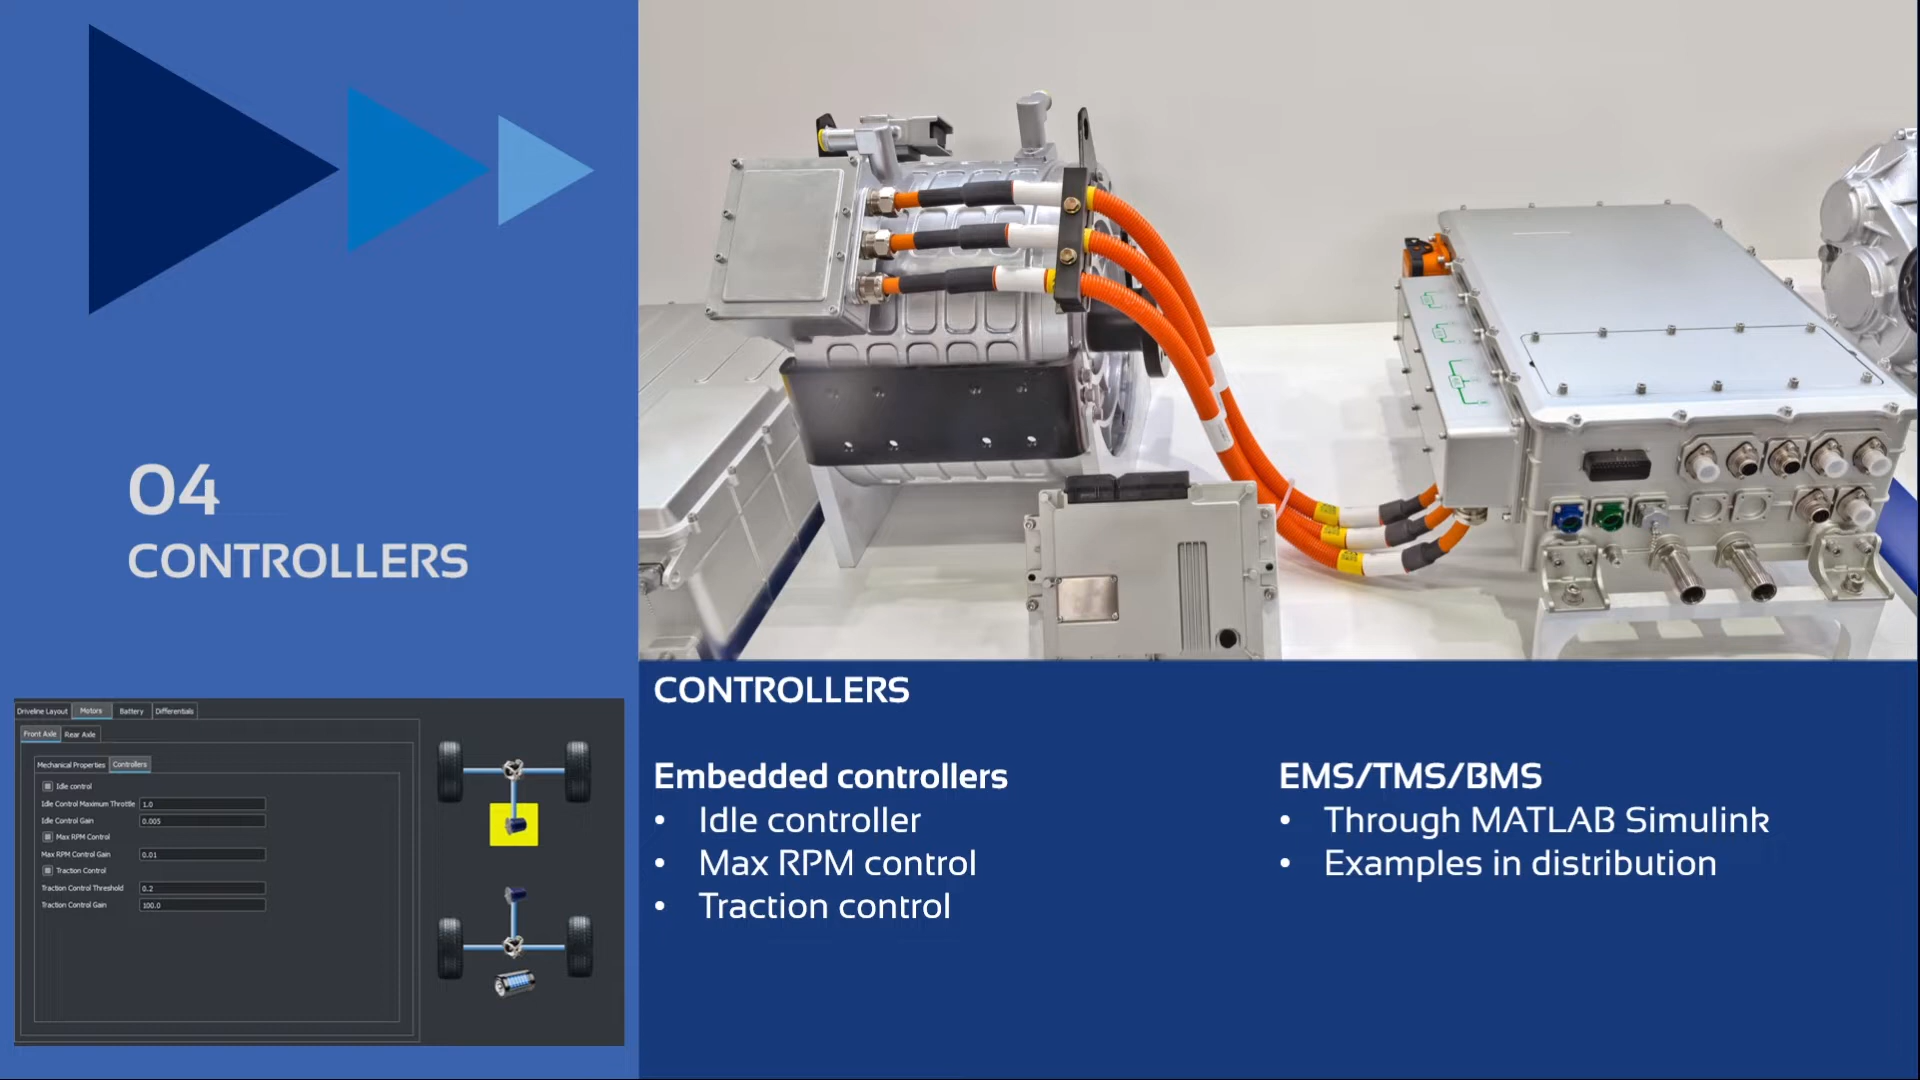 04
CONTROLLERS
Driveline Layout Motors Battery Differentials
Front Axle Rear Axle
Mechanical Properties Controllers
Idle control
Idle Control Maximum Throttle 1.0
Idle Control Gain 0.005
Max RPM Control
Max RPM Control Gain 0.01
Traction Control
Traction Control Threshold 0.2
Traction Control Gain 100.0
CONTROLLERS
Embedded controllers
• Idle controller
• Max RPM control
• Traction control
EMS/TMS/BMS
• Through MATLAB Simulink
• Examples in distribution